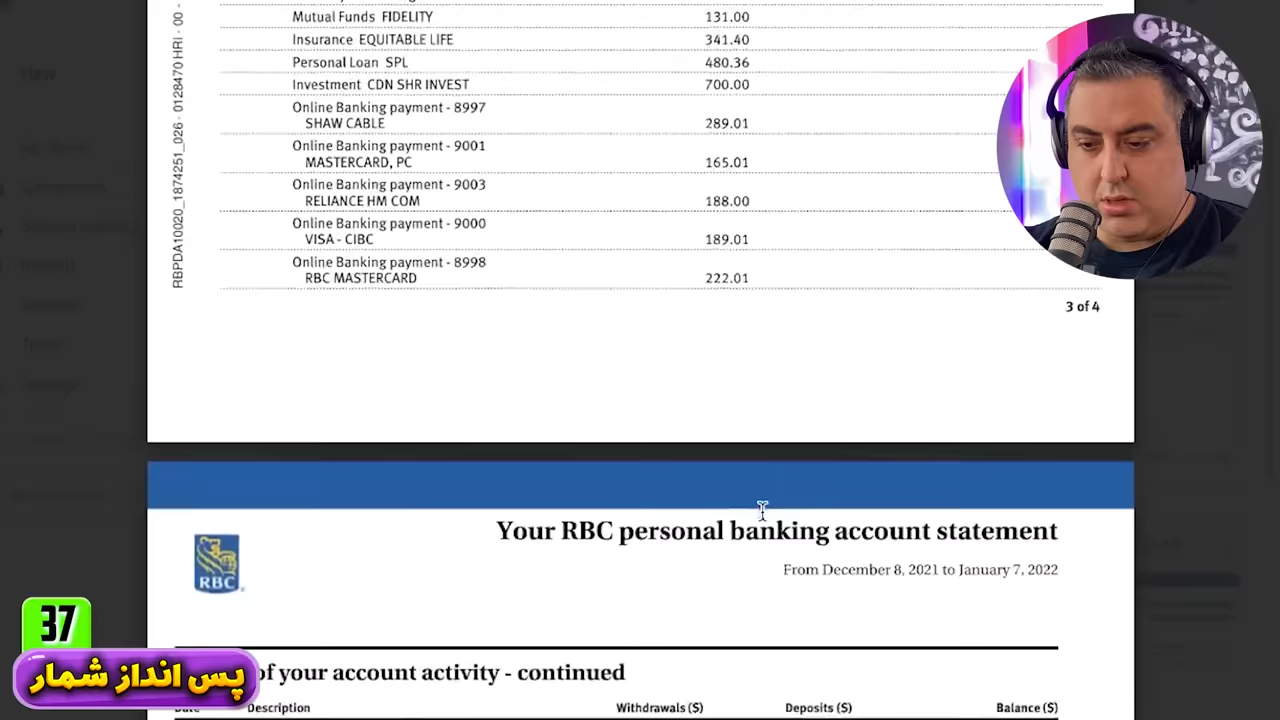 Mutual Funds FIDELITY 131.00
Insurance EQUITABLE LIFE 341.40
Personal Loan SPL 480.36
Investment CDN SHR INVEST 700.00
Online Banking payment - 8997
SHAW CABLE 289.01
Online Banking payment - 9001
MASTERCARD, PC 165.01
Online Banking payment - 9003
RELIANCE HM COM 188.00
Online Banking payment - 9000
VISA - CIBC 189.01
Online Banking payment - 8998
RBC MASTERCARD 222.01
RBPDA10020_1874251_026 - 0128470 HRI - 00 -
3 of 4
RBC
Your RBC personal banking account statement
From December 8, 2021 to January 7, 2022
of your account activity - continued
Date Description Withdrawals ($) Deposits ($) Balance ($)
37
پس انداز شمار